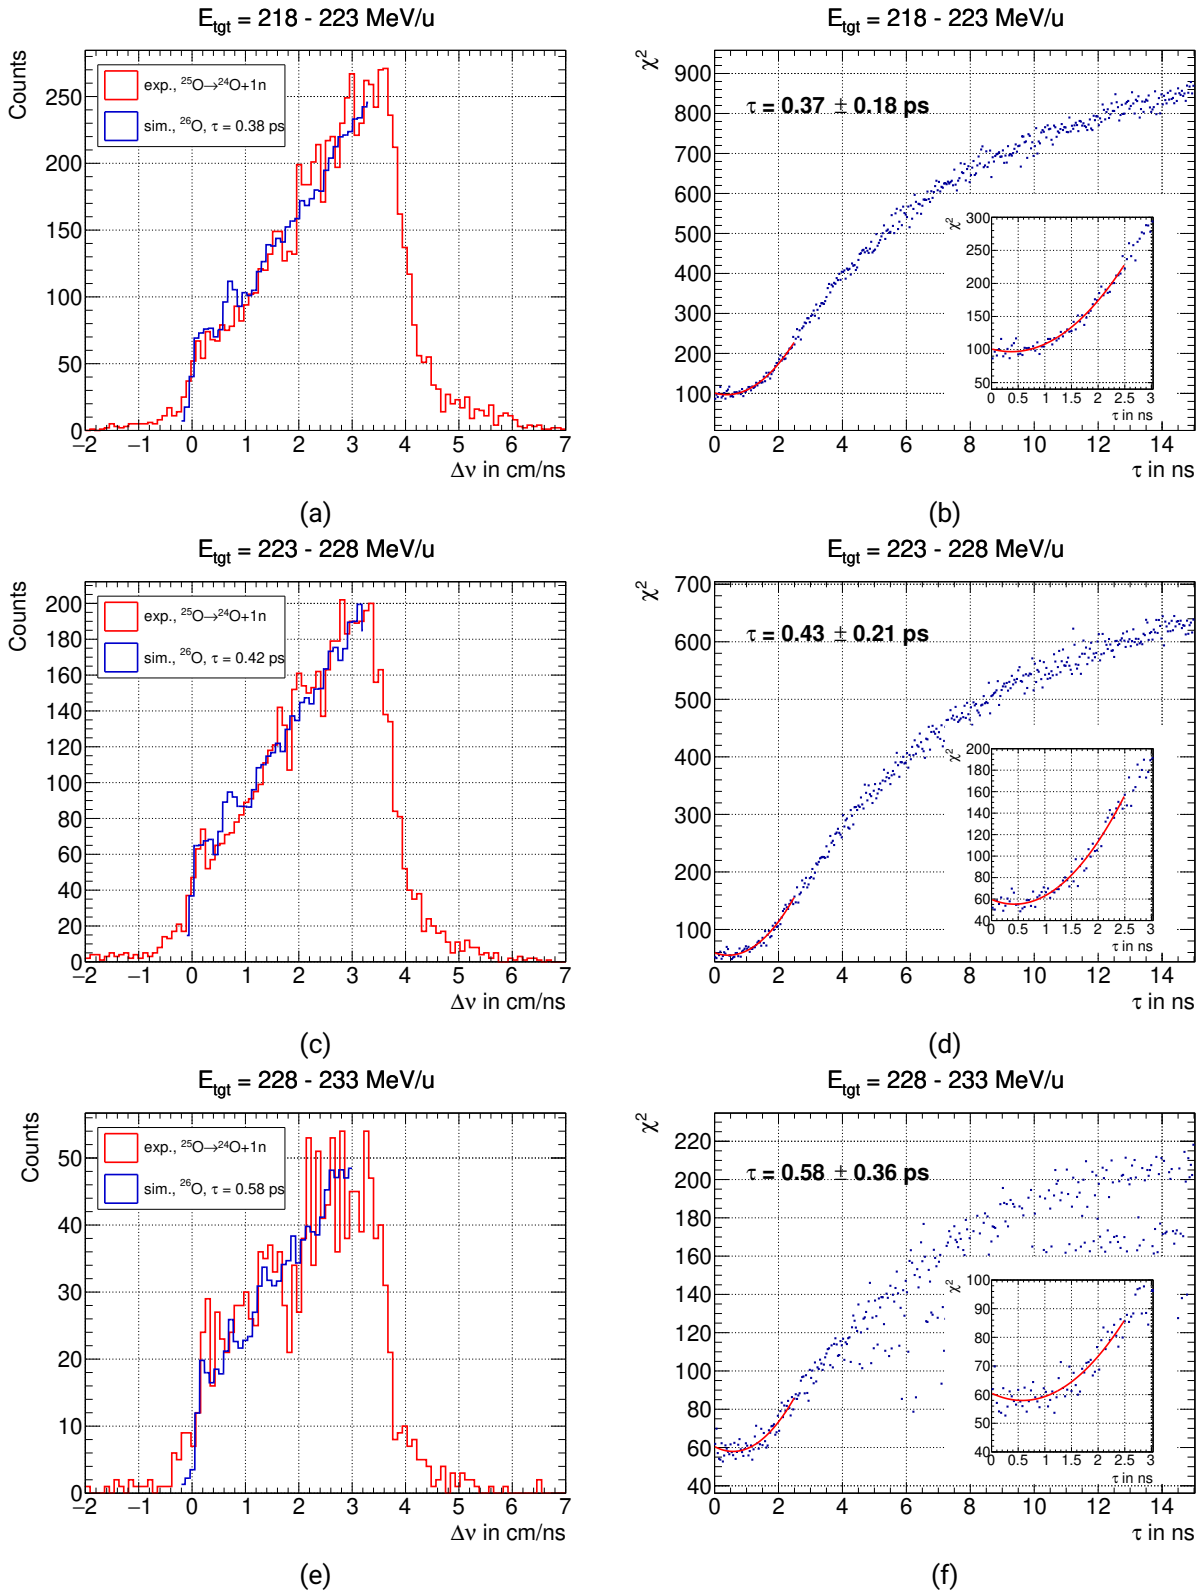 E_tgt = 218 - 223 MeV/u
Counts
exp., ²⁵O→²⁴O+1n
sim., ²⁶O, τ = 0.38 ps
250
200
150
100
50
0
−2 −1 0 1 2 3 4 5 6 7
Δν in cm/ns
(a)
E_tgt = 218 - 223 MeV/u
χ²
τ = 0.37 ± 0.18 ps
900
800
700
600
500
400
300
200
100
0 2 4 6 8 10 12 14
τ in ns
χ²
300
250
200
150
100
50
0 0.5 1 1.5 2 2.5 3
τ in ns
(b)
E_tgt = 223 - 228 MeV/u
Counts
exp., ²⁵O→²⁴O+1n
sim., ²⁶O, τ = 0.42 ps
200
180
160
140
120
100
80
60
40
20
0
−2 −1 0 1 2 3 4 5 6 7
Δν in cm/ns
(c)
E_tgt = 223 - 228 MeV/u
χ²
τ = 0.43 ± 0.21 ps
700
600
500
400
300
200
100
0 2 4 6 8 10 12 14
τ in ns
χ²
200
180
160
140
120
100
80
60
40
0 0.5 1 1.5 2 2.5 3
τ in ns
(d)
E_tgt = 228 - 233 MeV/u
Counts
exp., ²⁵O→²⁴O+1n
sim., ²⁶O, τ = 0.58 ps
50
40
30
20
10
0
−2 −1 0 1 2 3 4 5 6 7
Δν in cm/ns
(e)
E_tgt = 228 - 233 MeV/u
χ²
τ = 0.58 ± 0.36 ps
220
200
180
160
140
120
100
80
60
40
0 2 4 6 8 10 12 14
τ in ns
χ²
100
90
80
70
60
50
40
0 0.5 1 1.5 2 2.5 3
τ in ns
(f)